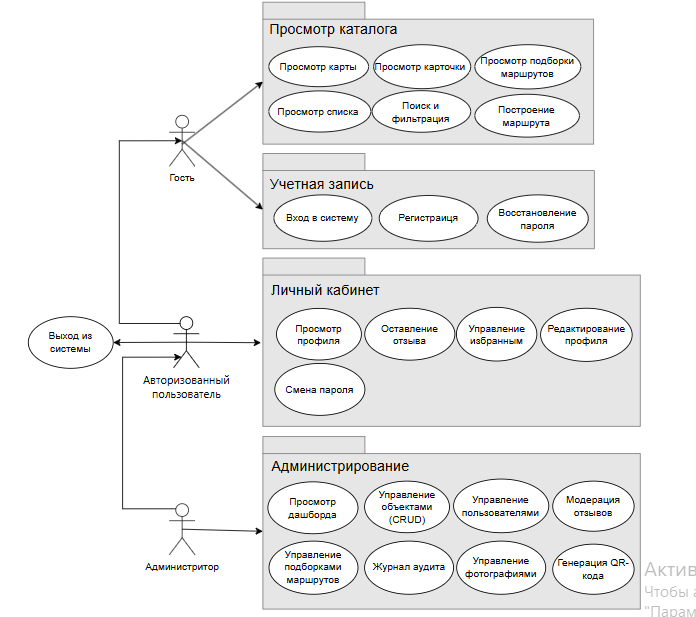 Просмотр каталога
Просмотр карты
Просмотр карточки
Просмотр подборки
маршрутов
Просмотр списка
Поиск и
фильтрация
Построение
маршрута
Гость
Учетная запись
Вход в систему
Регистраиця
Восстановление
пароля
Личный кабинет
Просмотр
профиля
Оставление
отзыва
Управление
избранным
Редактирование
профиля
Смена пароля
Выход из
системы
Авторизованный
пользователь
Администрирование
Просмотр
дашборда
Управление
объектами
(CRUD)
Управление
пользователями
Модерация
отзывов
Управление
подборками
маршрутов
Журнал аудита
Управление
фотографиями
Генерация QR-
кода
Администритор
Актив
Чтобы а
"Парам